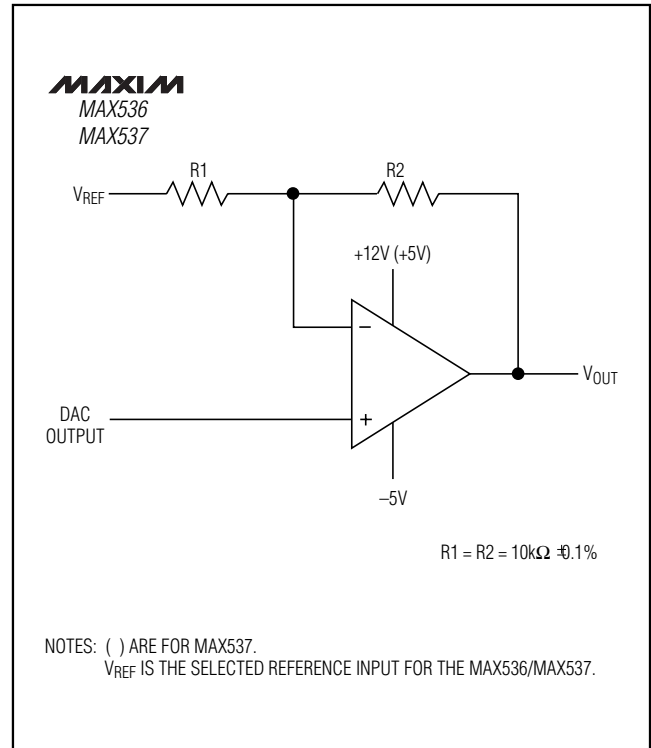 MAXIM
MAX536
MAX537
R1
R2
VREF
+12V (+5V)
−
VOUT
DAC
OUTPUT
+
−5V
R1 = R2 = 10kΩ ±0.1%
NOTES: ( ) ARE FOR MAX537.
VREF IS THE SELECTED REFERENCE INPUT FOR THE MAX536/MAX537.